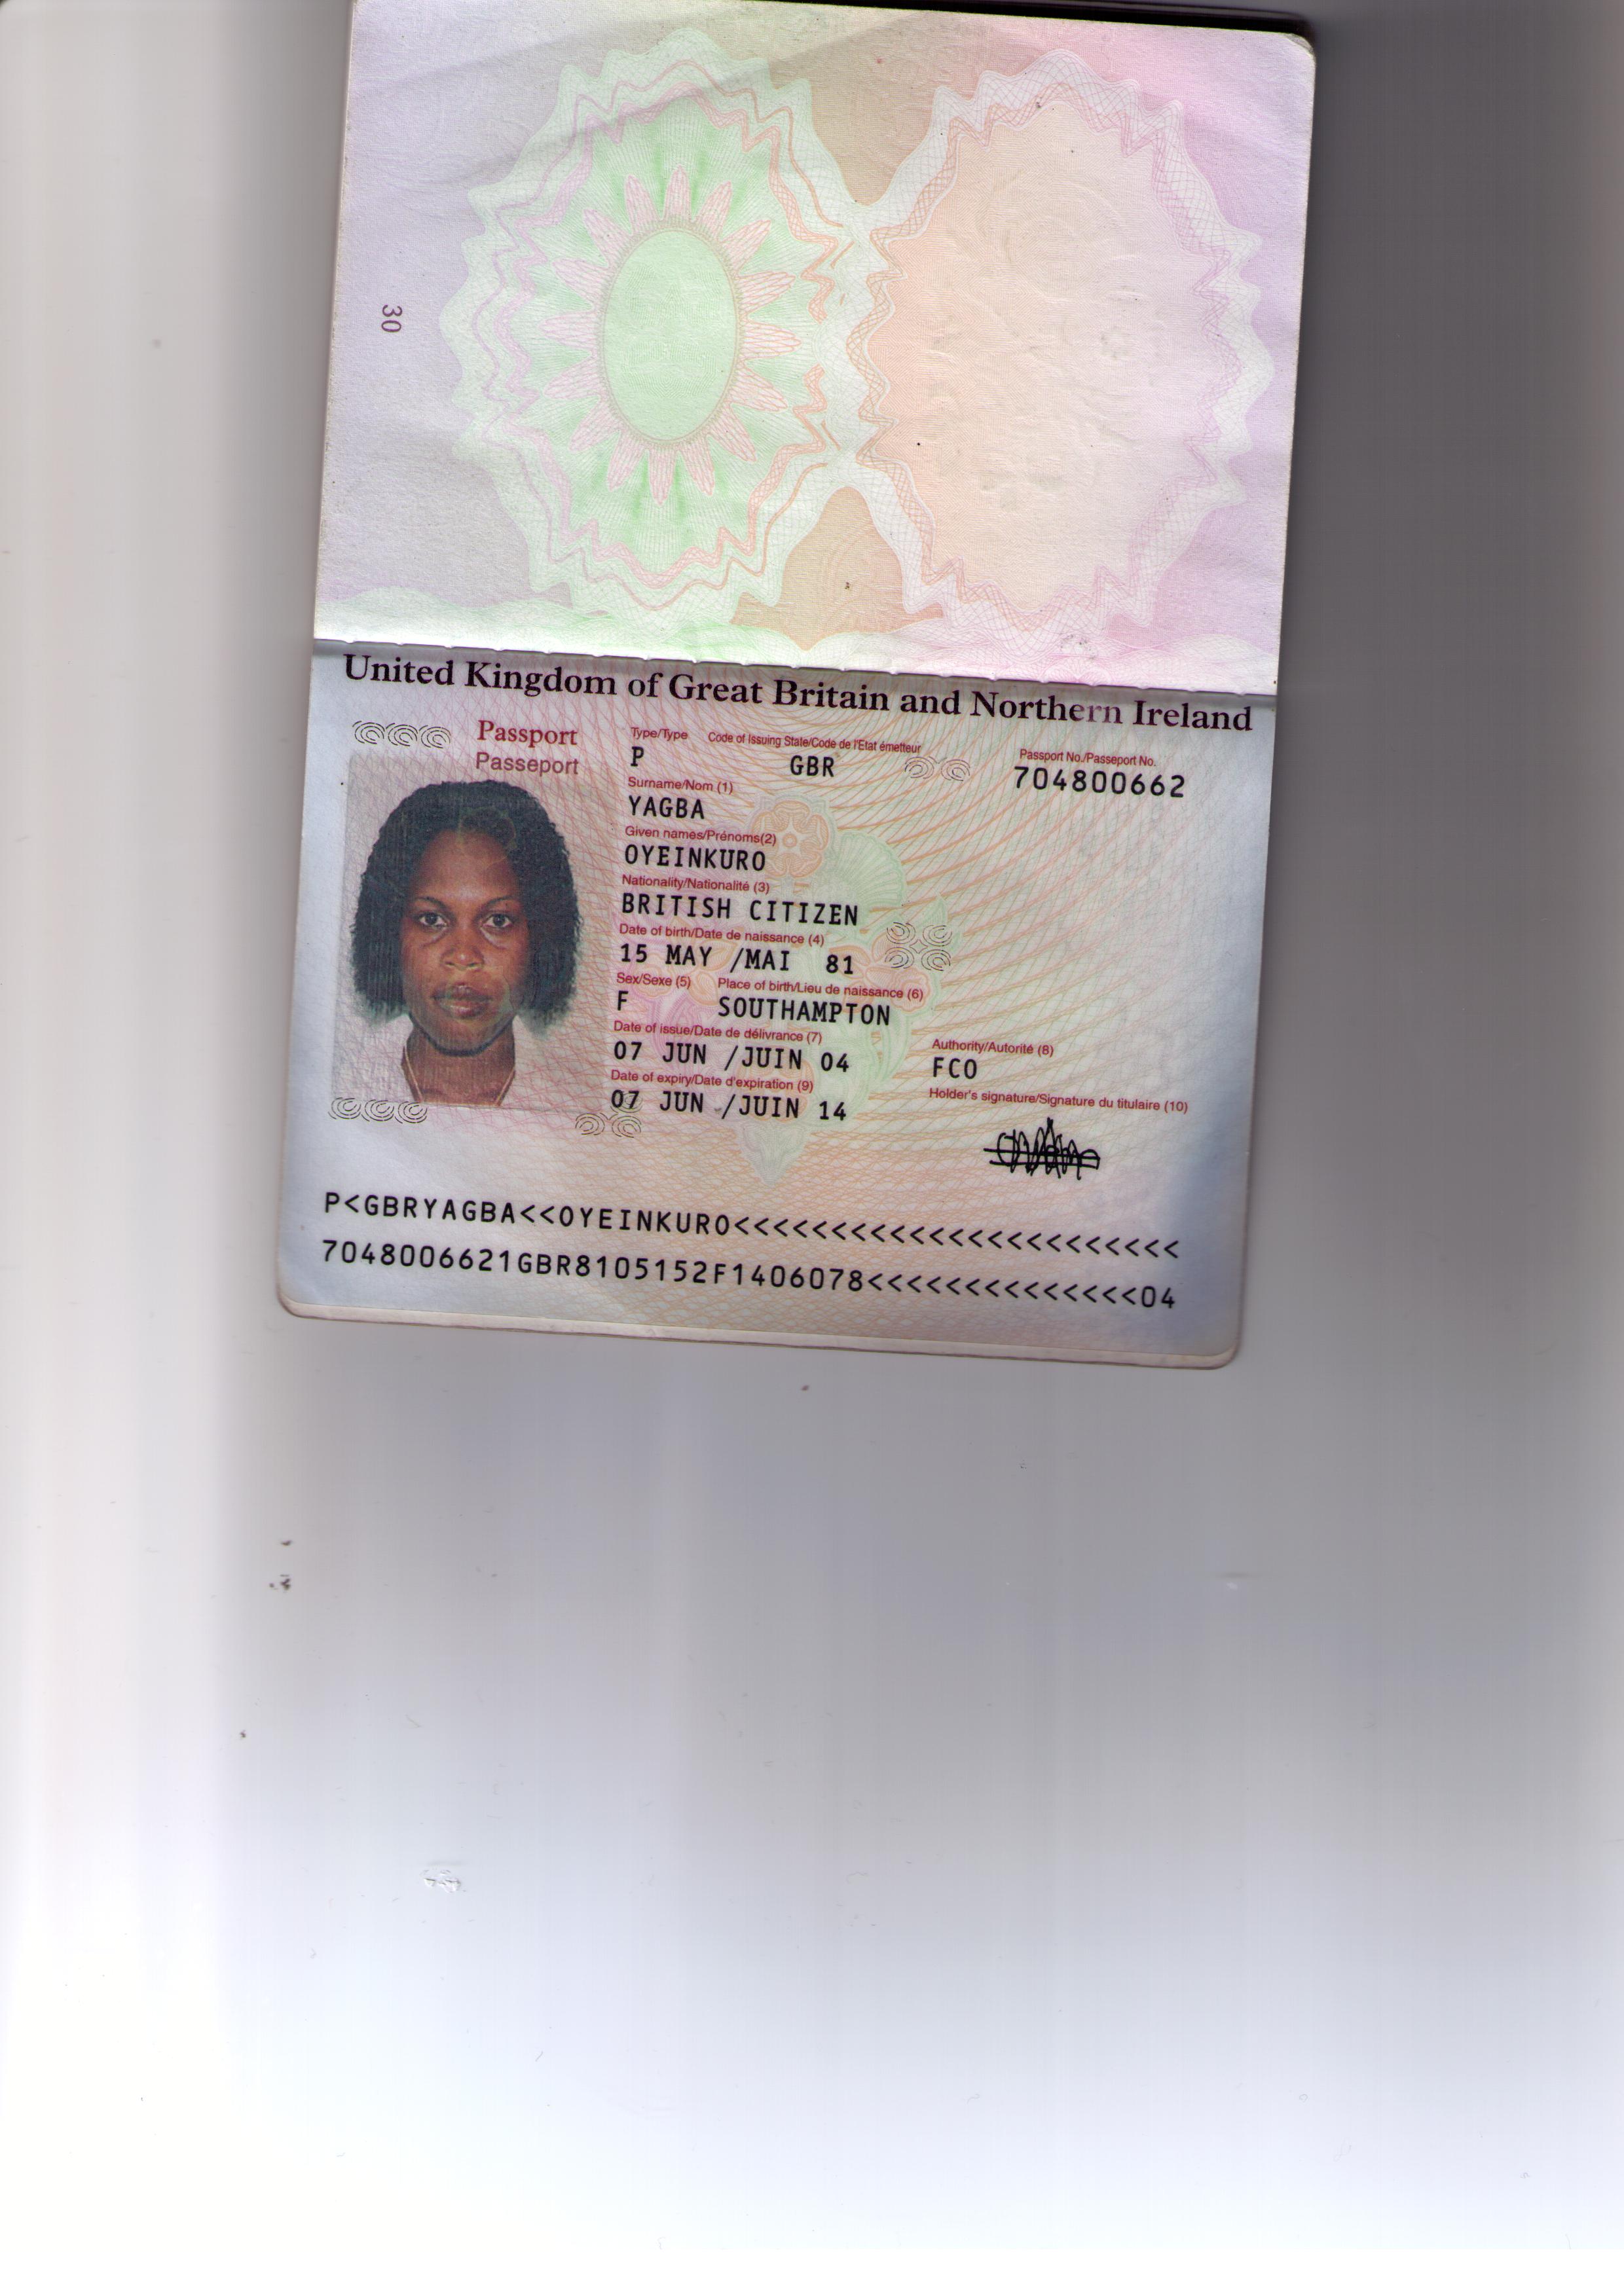 30
United Kingdom of Great Britain and Northern Ireland
Passport
Passeport
Type/Type Code of Issuing State/Code de l'Etat émetteur Passport No./Passeport No.
P GBR 704800662
Surname/Nom (1)
YAGBA
Given names/Prénoms(2)
OYEINKURO
Nationality/Nationalité (3)
BRITISH CITIZEN
Date of birth/Date de naissance (4)
15 MAY /MAI 81
Sex/Sexe (5) Place of birth/Lieu de naissance (6)
F SOUTHAMPTON
Date of issue/Date de délivrance (7) Authority/Autorité (8)
07 JUN /JUIN 04 FCO
Date of expiry/Date d'expiration (9) Holder's signature/Signature du titulaire (10)
07 JUN /JUIN 14
P<GBRYAGBA<<OYEINKURO<<<<<<<<<<<<<<<<<<<<<<<
7048006621GBR8105152F1406078<<<<<<<<<<<<<<04